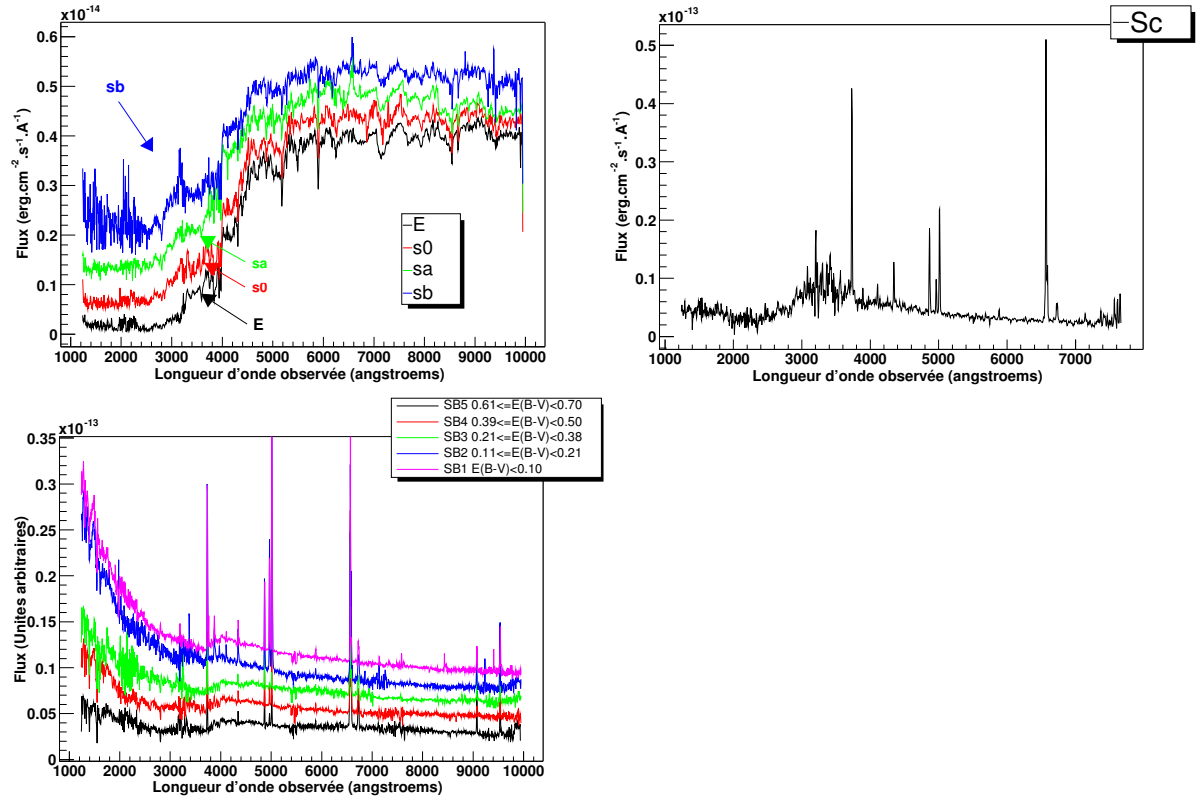 x10^-14
0.6
0.5
0.4
0.3
0.2
0.14
0
Flux (erg.cm^-2.s^-1.A^-1)
sb
sa
s0
E
E
s0
sa
sb
1000 2000 3000 4000 5000 6000 7000 8000 9000 10000
Longueur d'onde observée (angstroems)
x10^-13
Sc
0.5
0.4
0.3
0.2
0.1
0
Flux (erg.cm^-2.s^-1.A^-1)
1000 2000 3000 4000 5000 6000 7000
Longueur d'onde observée (angstroems)
SB5 0.61<=E(B-V)<0.70
SB4 0.39<=E(B-V)<0.50
SB3 0.21<=E(B-V)<0.38
SB2 0.11<=E(B-V)<0.21
SB1 E(B-V)<0.10
x10^-13
0.35
0.3
0.25
0.2
0.15
0.1
0.05
0
Flux (Unites arbitraires)
1000 2000 3000 4000 5000 6000 7000 8000 9000 10000
Longueur d'onde observée (angstroems)